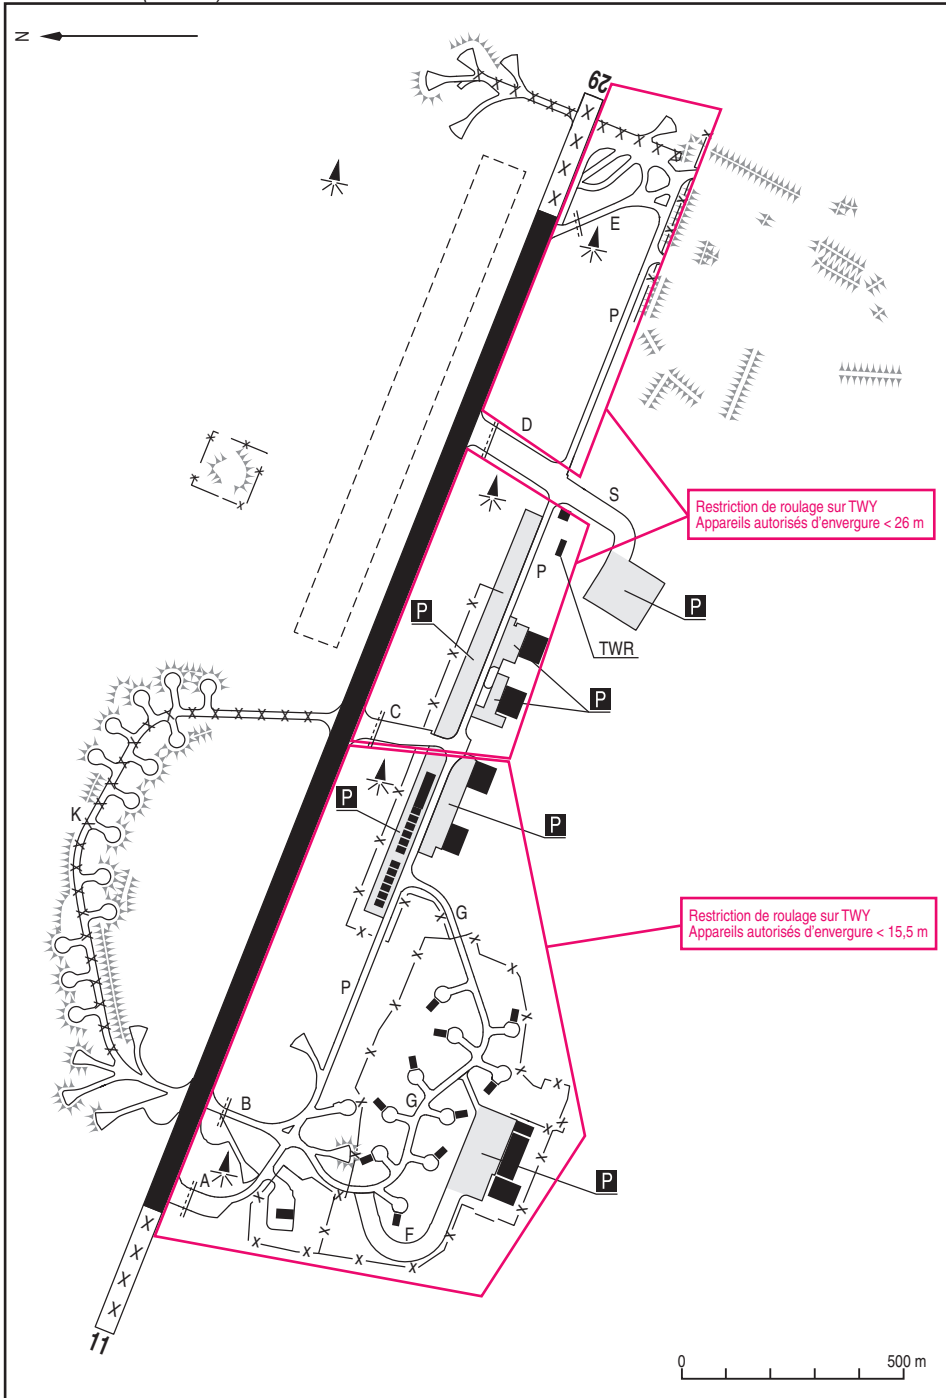 N
29
E
P
D
S
Restriction de roulage sur TWY
Appareils autorisés d'envergure < 26 m
P
P
P
TWR
P
C
P
P
K
G
Restriction de roulage sur TWY
Appareils autorisés d'envergure < 15,5 m
P
B
G
A
P
F
11
0
500 m